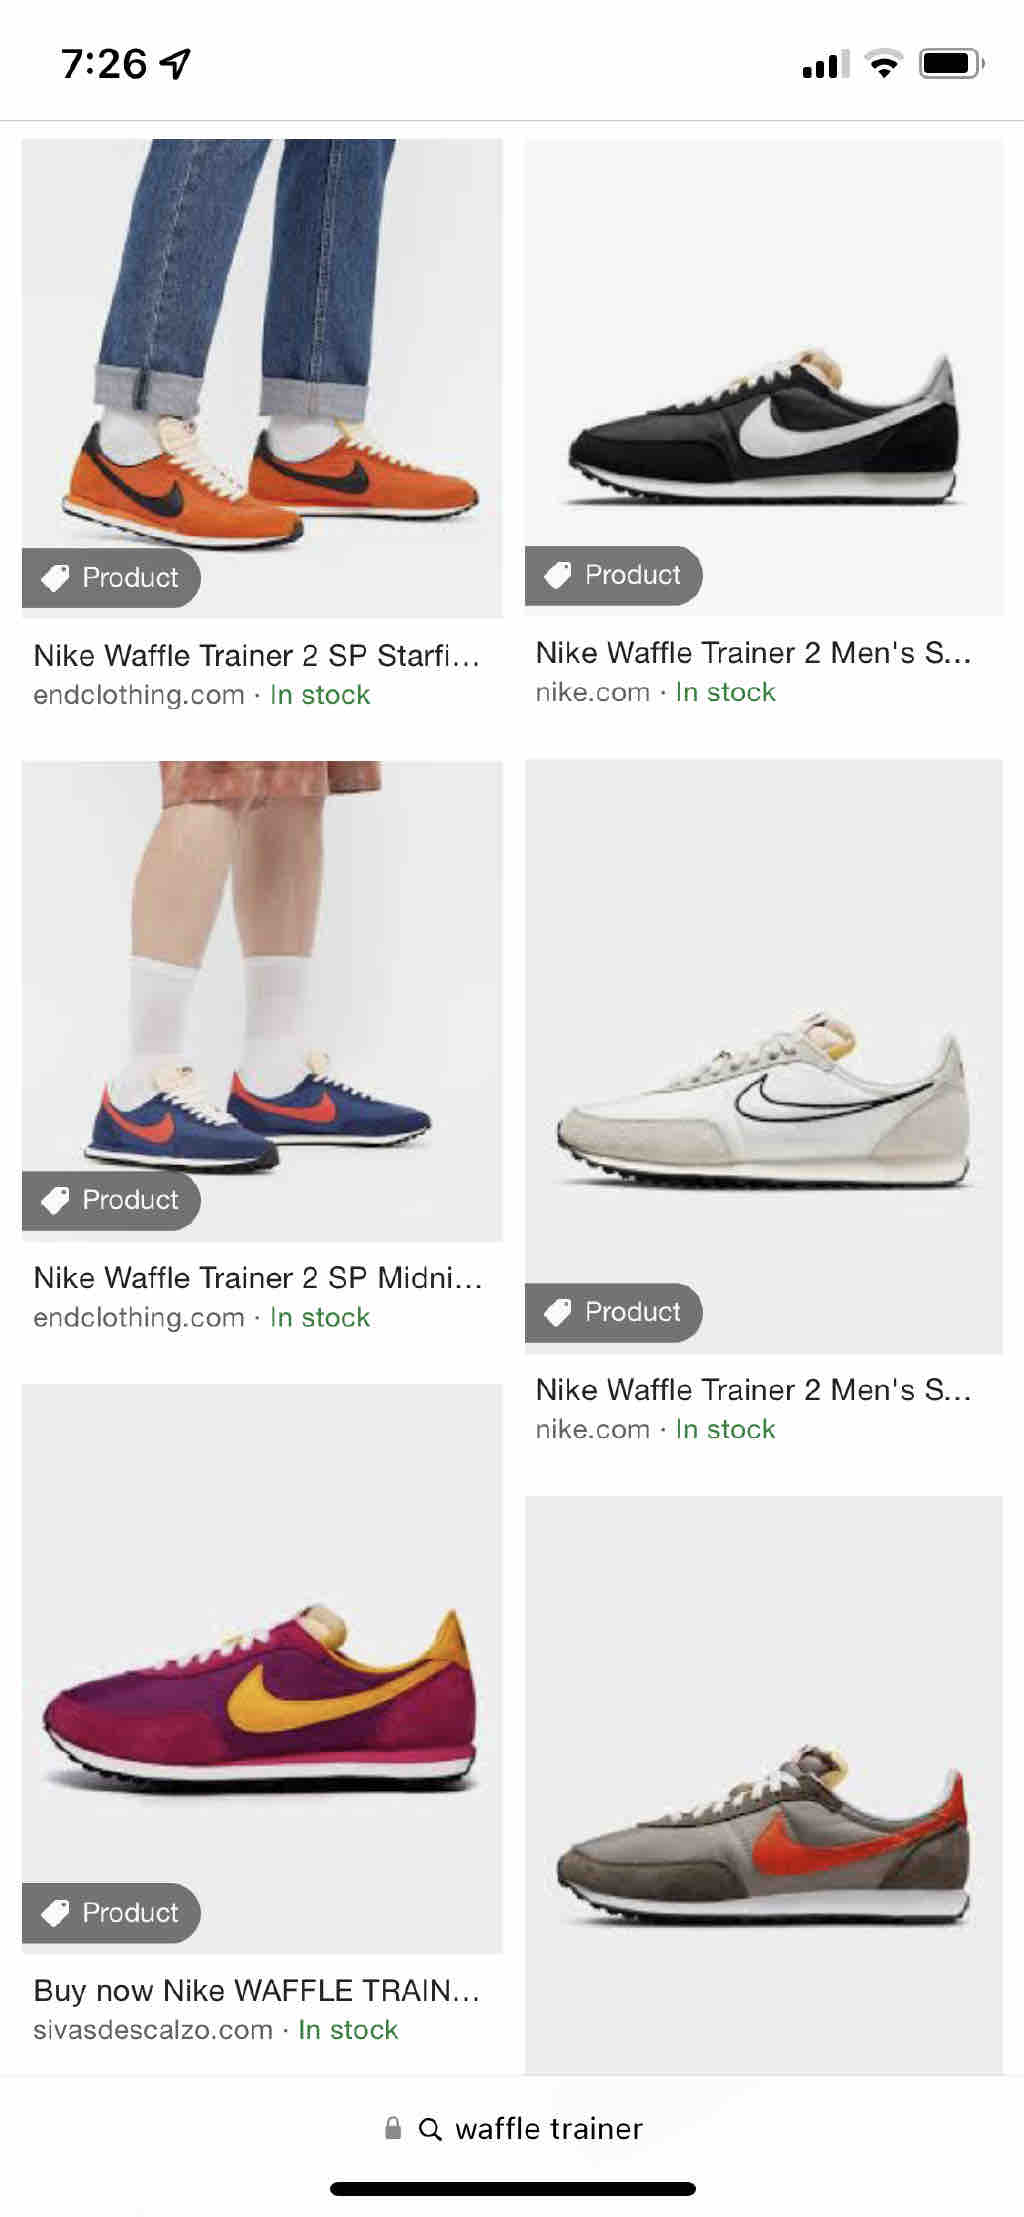 7:26
Product
Nike Waffle Trainer 2 SP Starfi...
endclothing.com · In stock
Product
Nike Waffle Trainer 2 Men's S...
nike.com · In stock
Product
Nike Waffle Trainer 2 SP Midni...
endclothing.com · In stock
Product
Nike Waffle Trainer 2 Men's S...
nike.com · In stock
Product
Buy now Nike WAFFLE TRAIN...
sivasdescalzo.com · In stock
waffle trainer